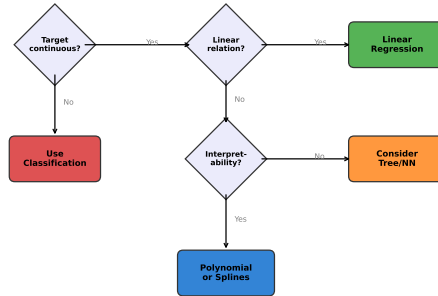 Target
continuous?
Yes
Linear
relation?
Yes
Linear
Regression
No
No
Use
Classification
Interpret-
ability?
No
Consider
Tree/NN
Yes
Polynomial
or Splines